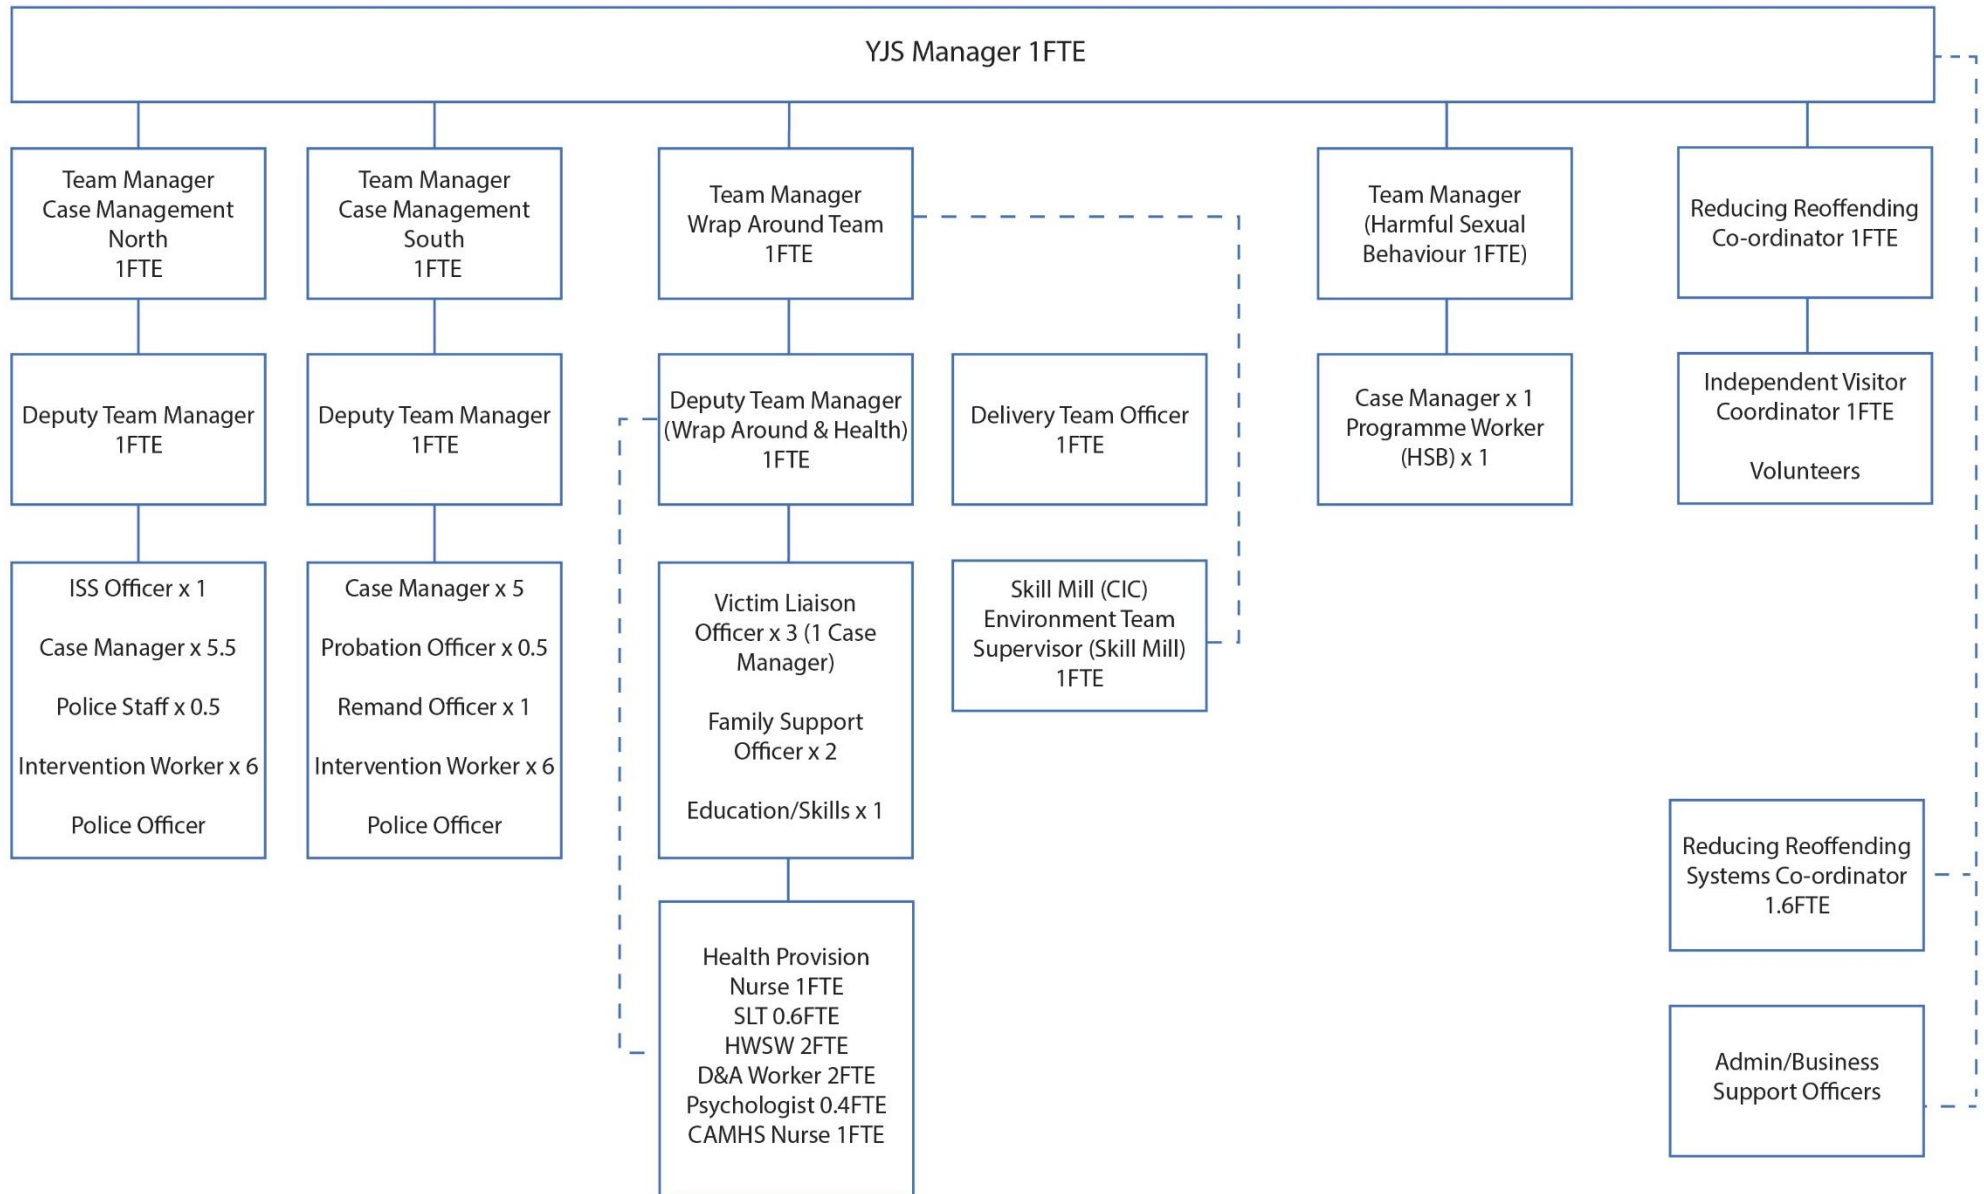 YJS Manager 1FTE
Team Manager
Case Management
North
1FTE
Team Manager
Case Management
South
1FTE
Team Manager
Wrap Around Team
1FTE
Team Manager
(Harmful Sexual
Behaviour 1FTE)
Reducing Reoffending
Co-ordinator 1FTE
Deputy Team Manager
1FTE
Deputy Team Manager
1FTE
Deputy Team Manager
(Wrap Around & Health)
1FTE
Delivery Team Officer
1FTE
Case Manager x 1
Programme Worker
(HSB) x 1
Independent Visitor
Coordinator 1FTE
Volunteers
ISS Officer x 1
Case Manager x 5.5
Police Staff x 0.5
Intervention Worker x 6
Police Officer
Case Manager x 5
Probation Officer x 0.5
Remand Officer x 1
Intervention Worker x 6
Police Officer
Victim Liaison
Officer x 3 (1 Case
Manager)
Family Support
Officer x 2
Education/Skills x 1
Skill Mill (CIC)
Environment Team
Supervisor (Skill Mill)
1FTE
Reducing Reoffending
Systems Co-ordinator
1.6FTE
Health Provision
Nurse 1FTE
SLT 0.6FTE
HWSW 2FTE
D&A Worker 2FTE
Psychologist 0.4FTE
CAMHS Nurse 1FTE
Admin/Business
Support Officers